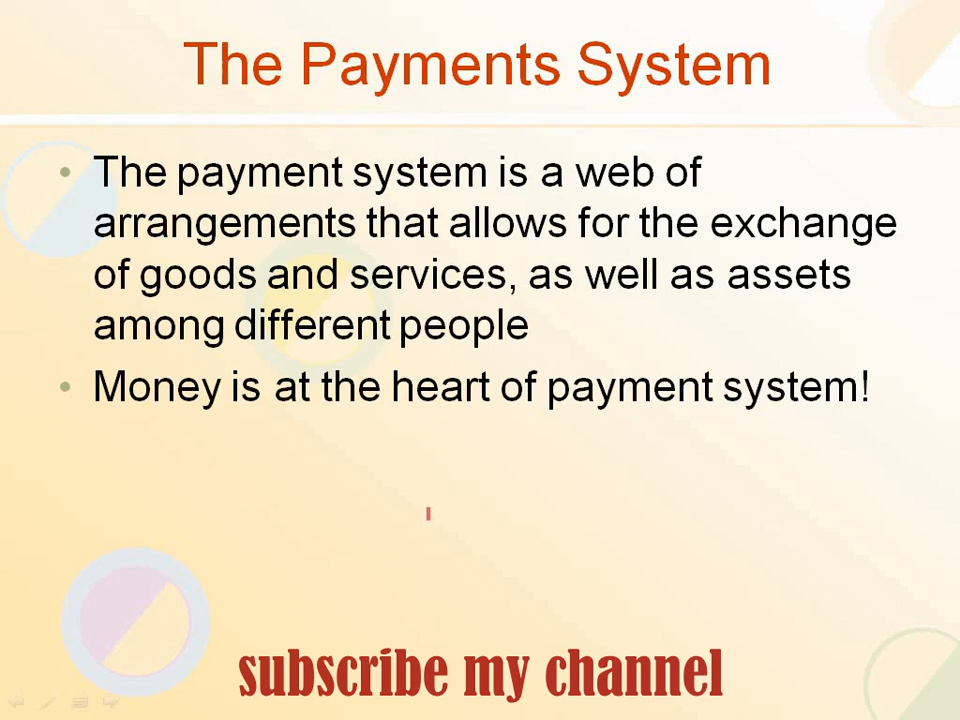 The Payments System
• The payment system is a web of
arrangements that allows for the exchange
of goods and services, as well as assets
among different people
• Money is at the heart of payment system!
subscribe my channel